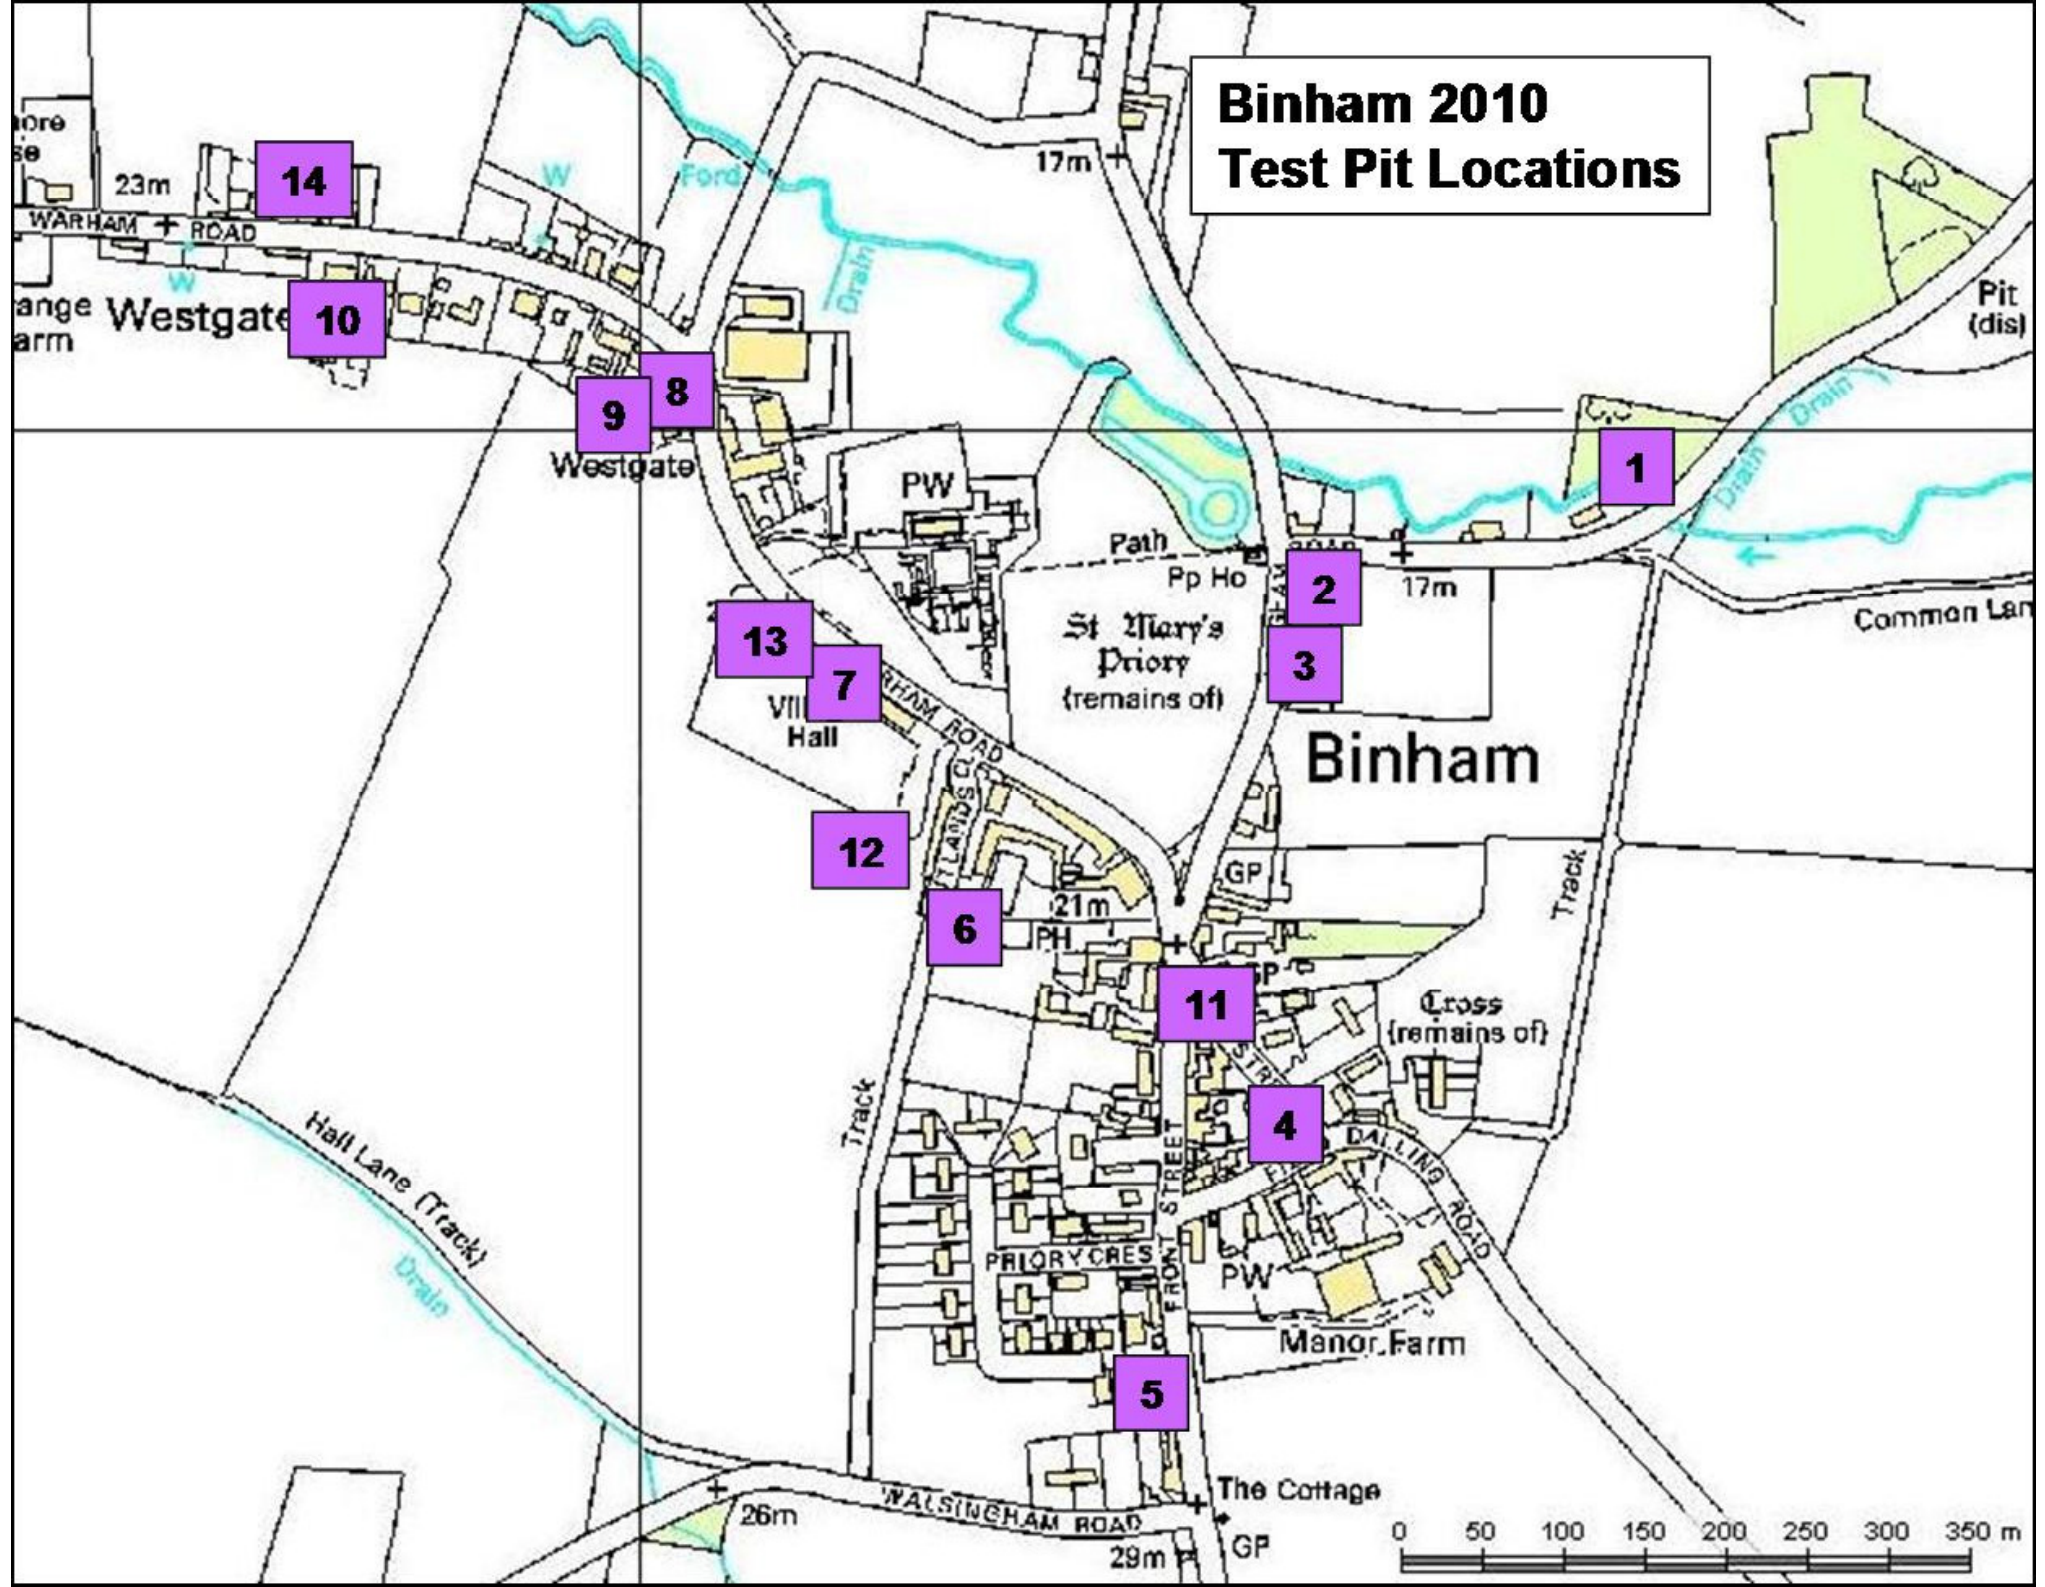 Binham 2010
Test Pit Locations
14
23m
WARHAM
ROAD
W
W
Ford
17m
Drain
Westgate
10
8
9
Westgate
PW
Pit
(dis)
Drain
Drain
1
Path
Pp Ho
2
17m
Common
St Mary's
Priory
(remains of)
3
13
7
Hall
ROAD
Binham
12
6
21m
PH
GP
11
Cross
(remains of)
Track
Track
4
DALLING
ROAD
Hall Lane (Track)
Drain
FRONT STREET
PRIORY CRES
PW
Manor Farm
5
The Cottage
GP
WALSINGHAM ROAD
26m
29m
0 50 100 150 200 250 300 350 m